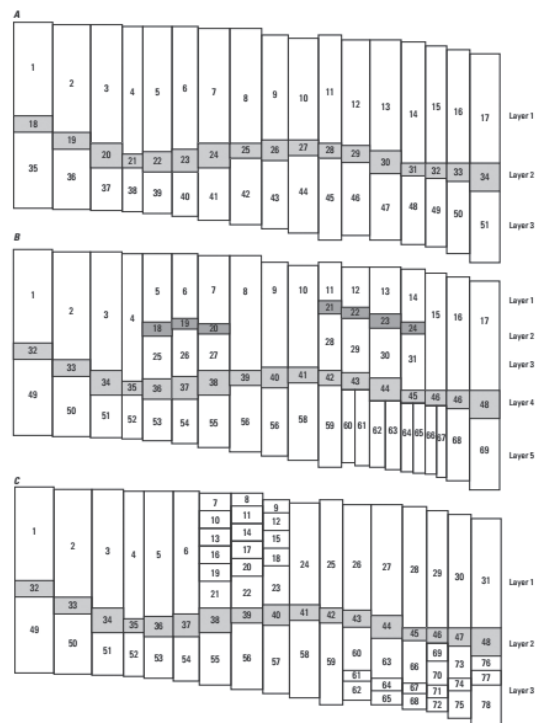 A
1 2 3 4 5 6 7 8 9 10 11 12 13 14 15 16 17 Layer 1
18 19 20 21 22 23 24 25 26 27 28 29 30 31 32 33 34 Layer 2
35 36 37 38 39 40 41 42 43 44 45 46 47 48 49 50 51 Layer 3
B
1 2 3 4 5 6 7 8 9 10 11 12 13 14 15 16 17 Layer 1
18 19 20 21 22 23 24 Layer 2
25 26 27 28 29 30 31 Layer 3
32 33 34 35 36 37 38 39 40 41 42 43 44 45 46 46 48 Layer 4
49 50 51 52 53 54 55 56 56 58 59 60 61 62 63 64 65 66 67 68 69 Layer 5
C
1 2 3 4 5 6 7 8 9 24 25 26 27 28 29 30 31 Layer 1
10 11 12
13 14 15
16 17 18
19 20 23
21 22
32 33 34 35 36 37 38 39 40 41 42 43 44 45 46 47 48 Layer 2
49 50 51 52 53 54 55 56 57 58 59 60 63 66 69 73 76 Layer 3
61 64 67 70 74 77
62 65 68 71 75 78
72